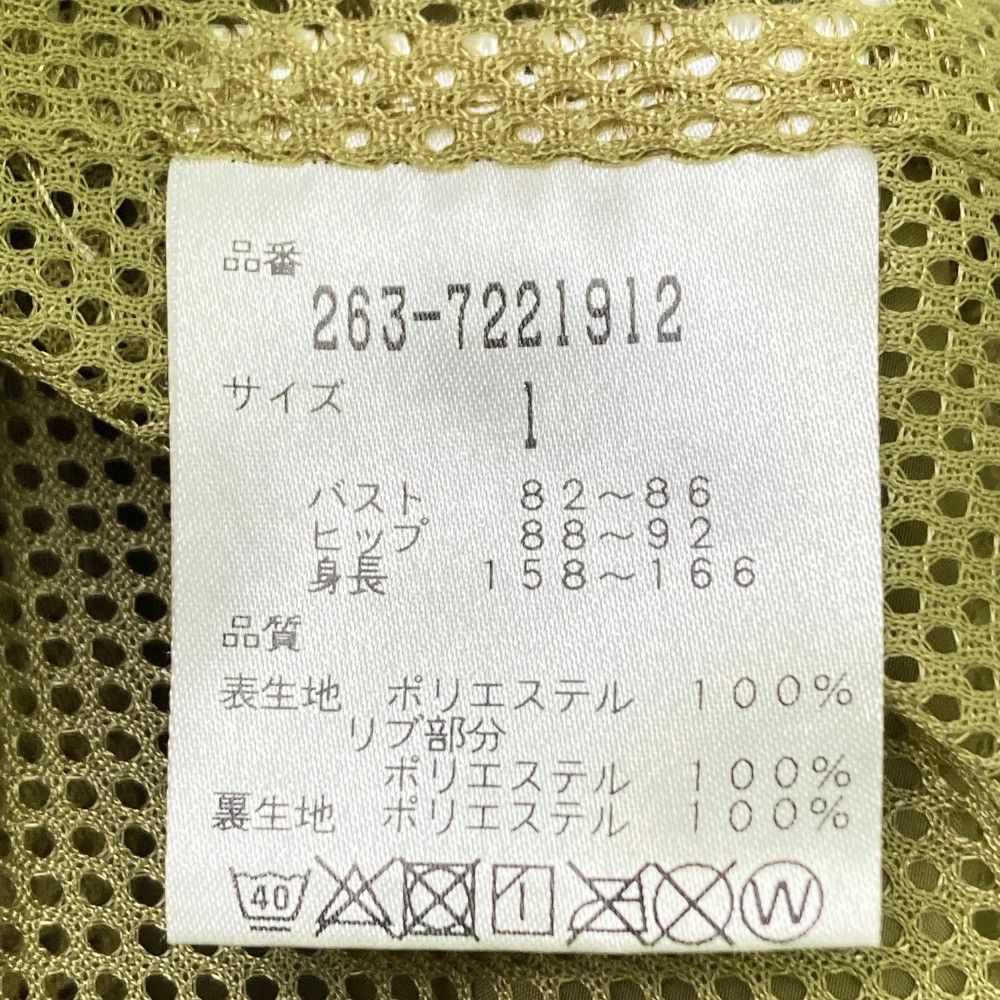 品番
263-7221912
サイズ 1
バスト 82～86
ヒップ 88～92
身長 158～166
品質
表生地 ポリエステル 100%
リブ部分
ポリエステル 100%
裏生地 ポリエステル 100%
40 W